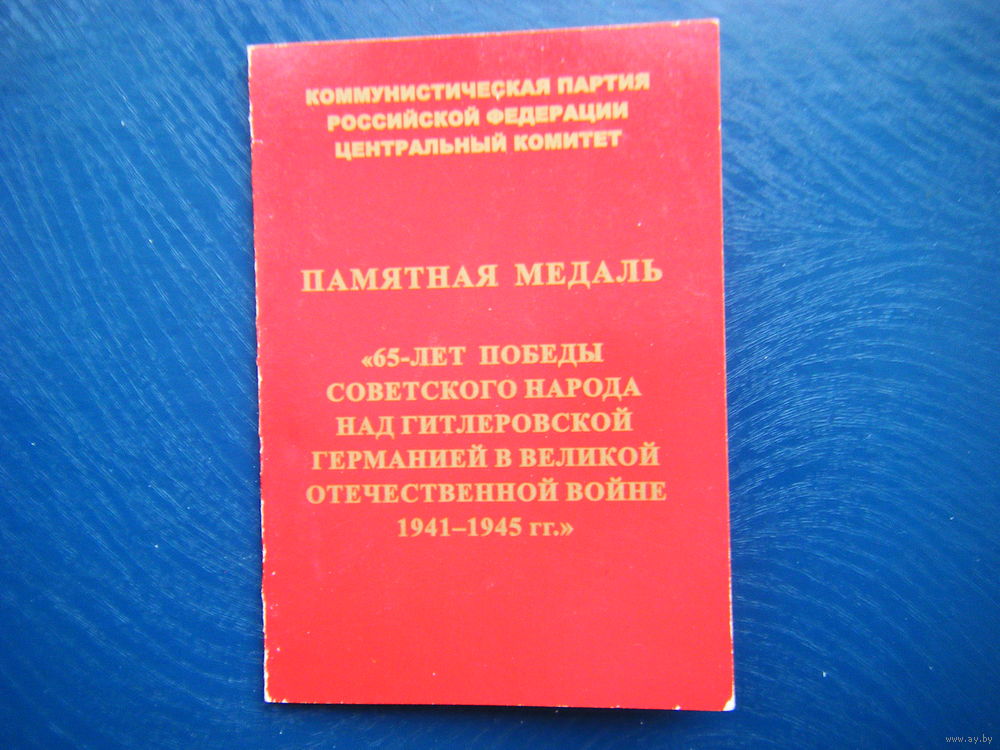 КОММУНИСТИЧЕСКАЯ ПАРТИЯ
РОССИЙСКОЙ ФЕДЕРАЦИИ
ЦЕНТРАЛЬНЫЙ КОМИТЕТ
ПАМЯТНАЯ МЕДАЛЬ
«65-ЛЕТ ПОБЕДЫ
СОВЕТСКОГО НАРОДА
НАД ГИТЛЕРОВСКОЙ
ГЕРМАНИЕЙ В ВЕЛИКОЙ
ОТЕЧЕСТВЕННОЙ ВОЙНЕ
1941–1945 гг.»
www.ay.by